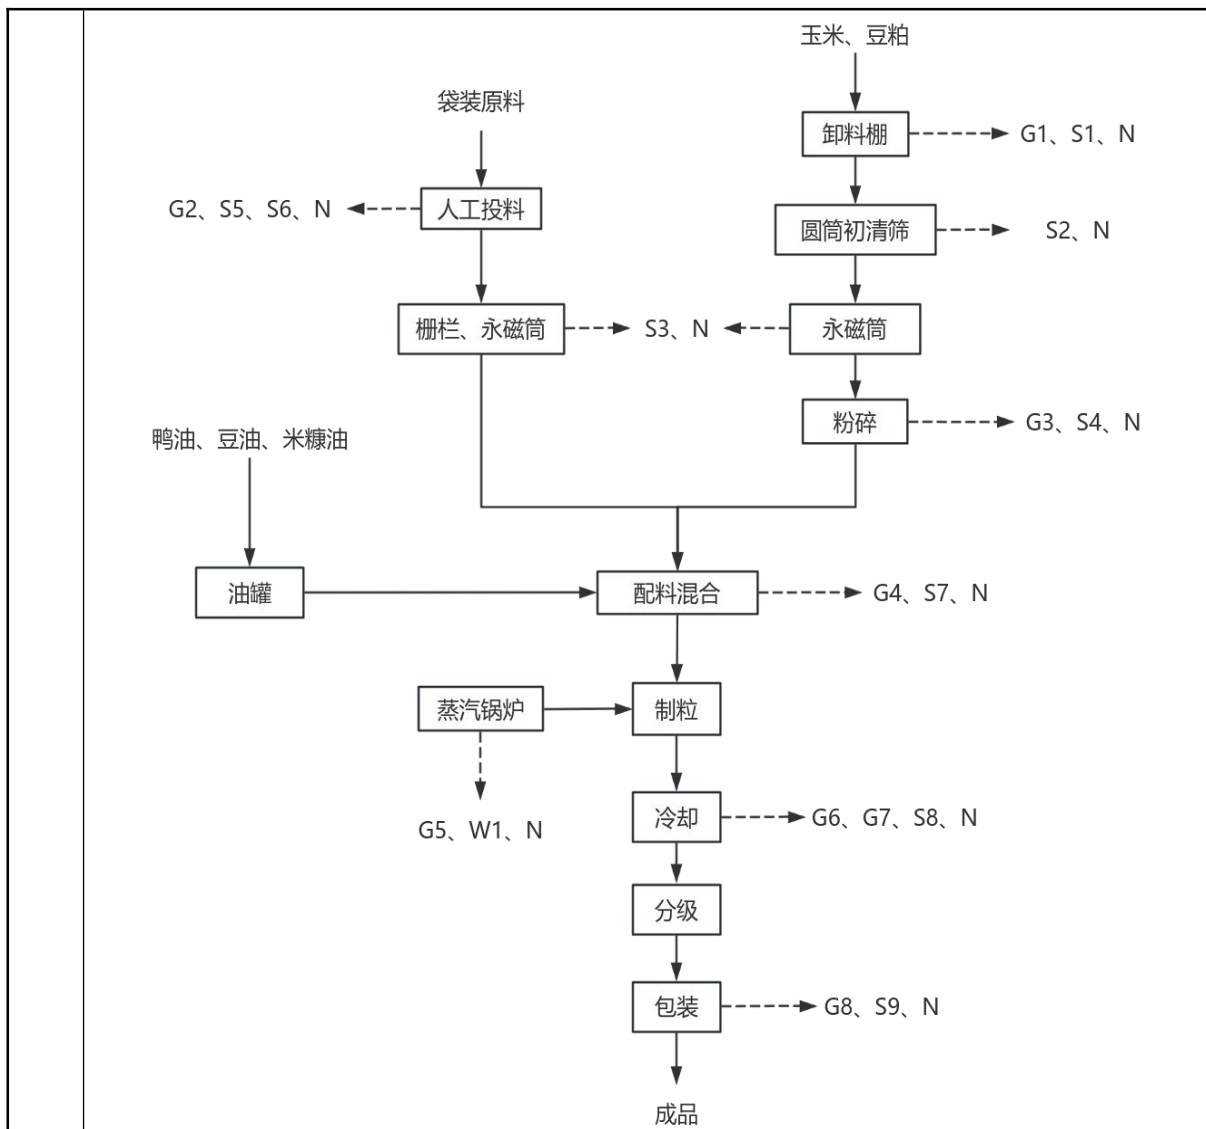 玉米、豆粕
袋装原料
卸料棚
G1、S1、N
G2、S5、S6、N
人工投料
圆筒初清筛
S2、N
栅栏、永磁筒
S3、N
永磁筒
粉碎
G3、S4、N
鸭油、豆油、米糠油
油罐
配料混合
G4、S7、N
蒸汽锅炉
制粒
G5、W1、N
冷却
G6、G7、S8、N
分级
包装
G8、S9、N
成品